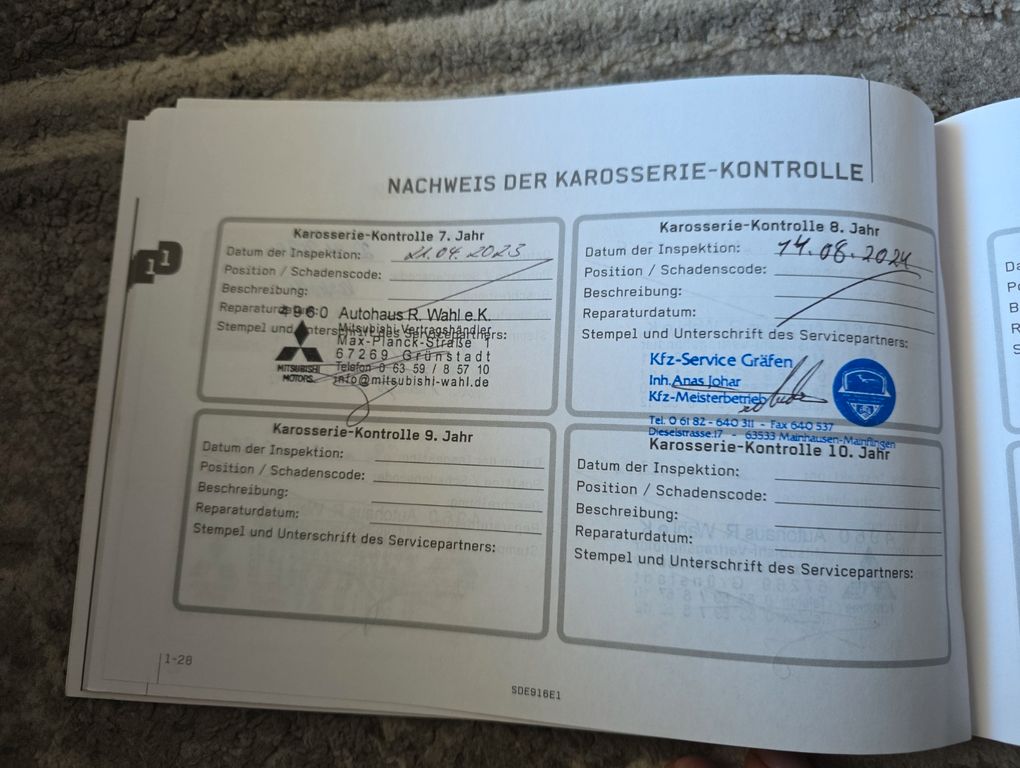 NACHWEIS DER KAROSSERIE-KONTROLLE
11
Karosserie-Kontrolle 7. Jahr
Datum der Inspektion: 21.04.2023
Position / Schadenscode:
Beschreibung:
Reparaturdatum:
Stempel und Unterschrift des Servicepartners:
4960 Autohaus R. Wahl e.K.
Mitsubishi-Vertragshändler
Max-Planck-Straße 1
67269 Grünstadt
Telefon 0 63 59 / 8 57 10
info@mitsubishi-wahl.de
MITSUBISHI
MOTORS
Karosserie-Kontrolle 8. Jahr
Datum der Inspektion: 14.08.2024
Position / Schadenscode:
Beschreibung:
Reparaturdatum:
Stempel und Unterschrift des Servicepartners:
Kfz-Service Gräfen
Inh. Anas Johar
Kfz-Meisterbetrieb
Tel. 0 61 82 - 640 311 - Fax 640 537
Dieselstrasse.17 - 63533 Mainhausen-Mainflingen
Karosserie-Kontrolle 9. Jahr
Datum der Inspektion:
Position / Schadenscode:
Beschreibung:
Reparaturdatum:
Stempel und Unterschrift des Servicepartners:
Karosserie-Kontrolle 10. Jahr
Datum der Inspektion:
Position / Schadenscode:
Beschreibung:
Reparaturdatum:
Stempel und Unterschrift des Servicepartners:
1-28
SDE916E1